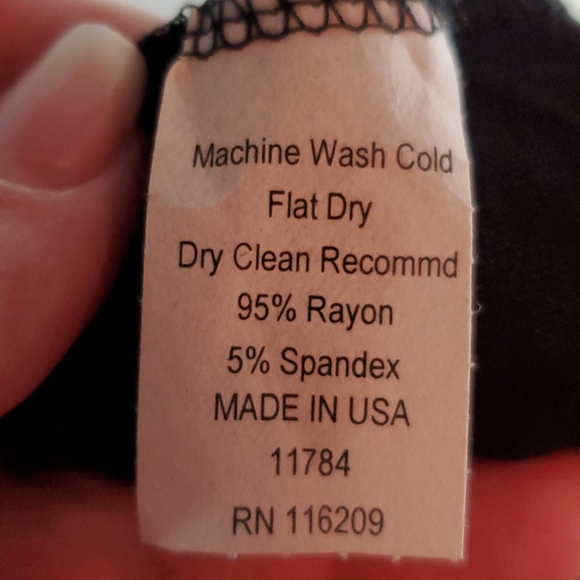 Machine Wash Cold
Flat Dry
Dry Clean Recommd
95% Rayon
5% Spandex
MADE IN USA
11784
RN 116209